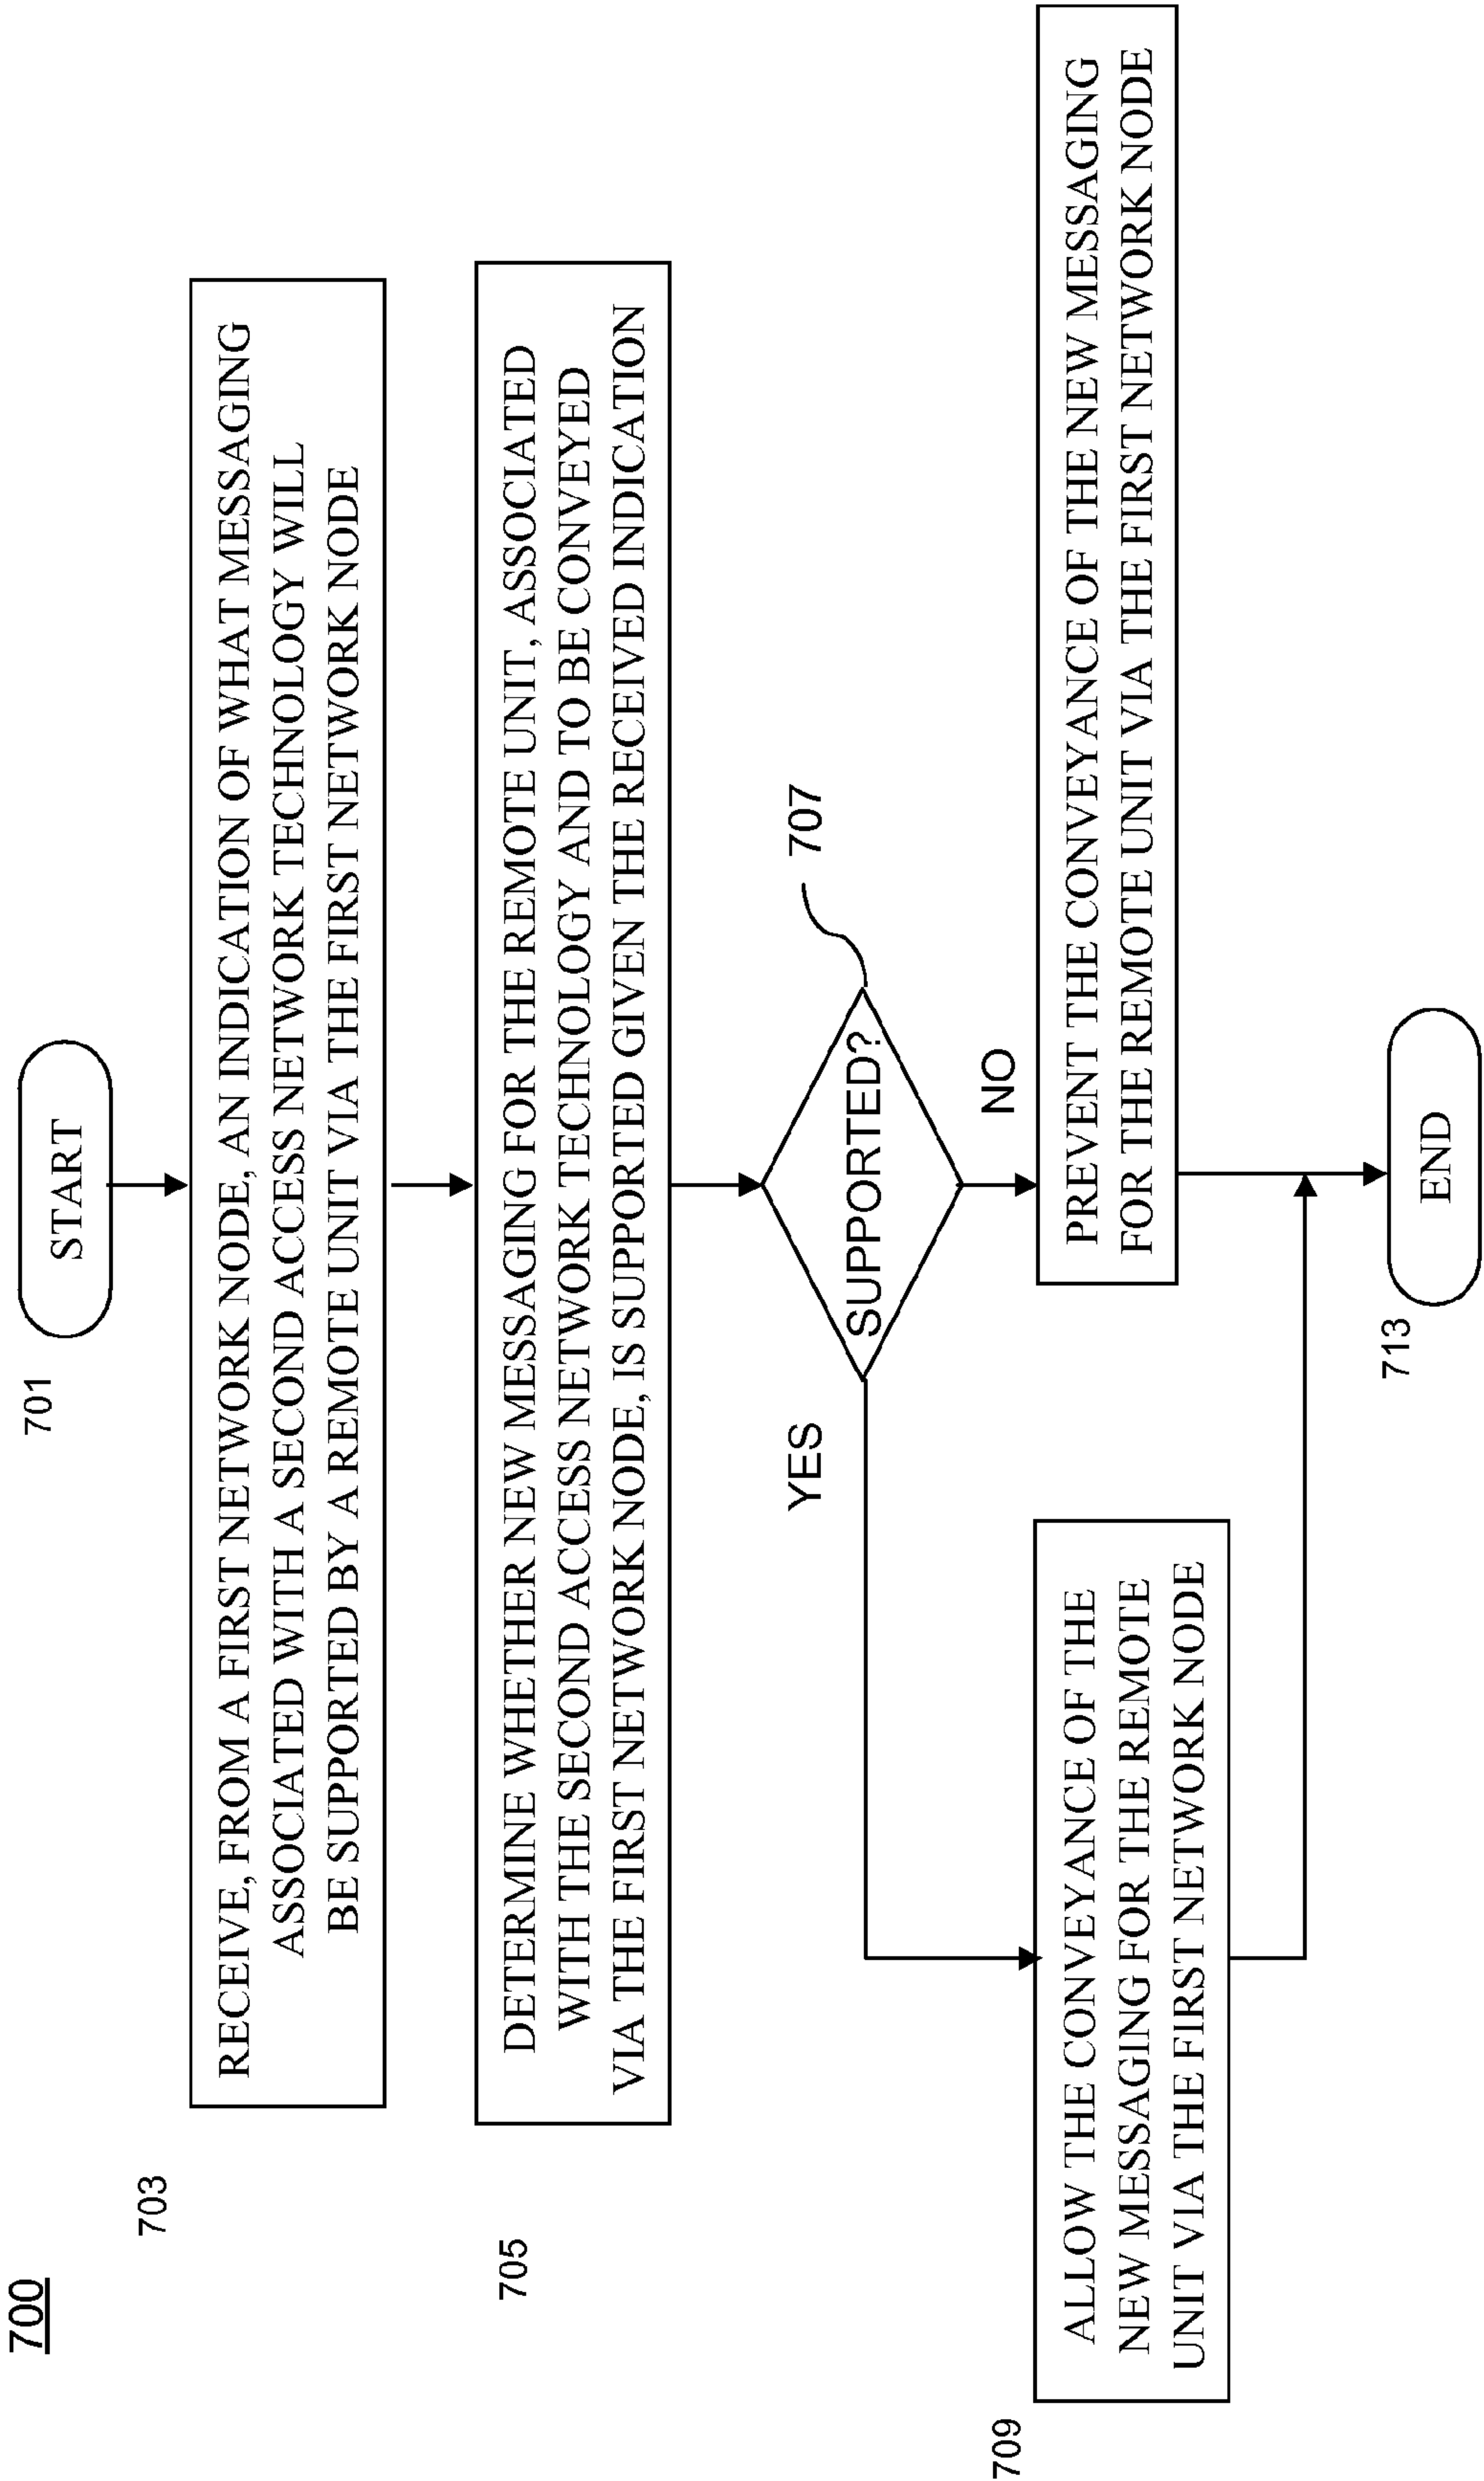 700
701
START
703
RECEIVE, FROM A FIRST NETWORK NODE, AN INDICATION OF WHAT MESSAGING
ASSOCIATED WITH A SECOND ACCESS NETWORK TECHNOLOGY WILL
BE SUPPORTED BY A REMOTE UNIT VIA THE FIRST NETWORK NODE
705
DETERMINE WHETHER NEW MESSAGING FOR THE REMOTE UNIT, ASSOCIATED
WITH THE SECOND ACCESS NETWORK TECHNOLOGY AND TO BE CONVEYED
VIA THE FIRST NETWORK NODE, IS SUPPORTED GIVEN THE RECEIVED INDICATION
707
SUPPORTED?
YES
NO
709
ALLOW THE CONVEYANCE OF THE
NEW MESSAGING FOR THE REMOTE
UNIT VIA THE FIRST NETWORK NODE
PREVENT THE CONVEYANCE OF THE NEW MESSAGING
FOR THE REMOTE UNIT VIA THE FIRST NETWORK NODE
713
END